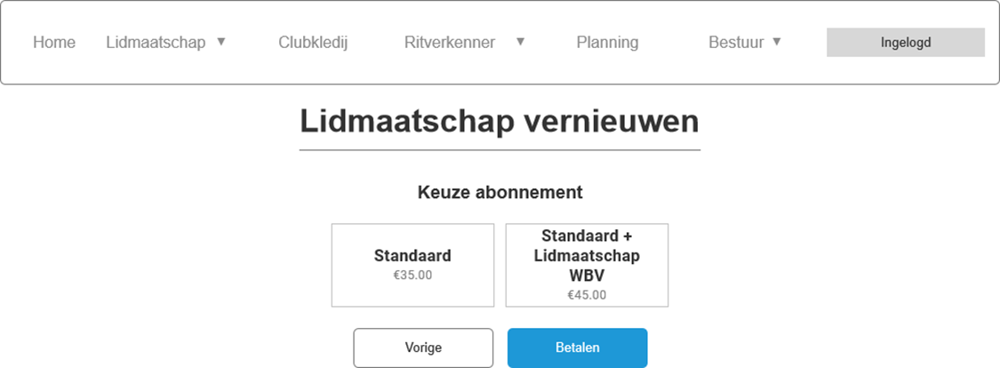 Home Lidmaatschap ▼ Clubkledij Ritverkenner ▼ Planning Bestuur ▼ Ingelogd
Lidmaatschap vernieuwen
Keuze abonnement
Standaard
€35.00
Standaard +
Lidmaatschap
WBV
€45.00
Vorige Betalen